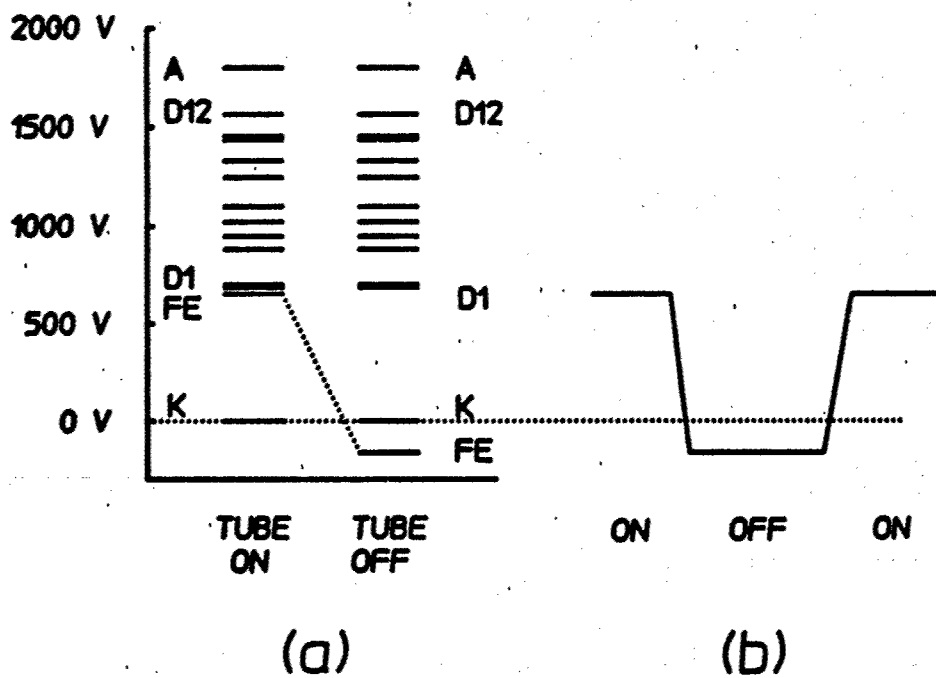 2000 V
A A
D12 D12
1500 V
1000 V
D1
FE D1
500 V
K K
0 V
FE
TUBE TUBE ON OFF ON
ON OFF
(a) (b)